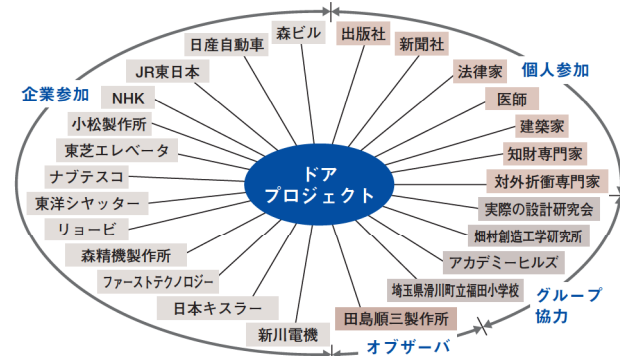 企業参加
森ビル
日産自動車
JR東日本
NHK
小松製作所
東芝エレベータ
ナブテスコ
東洋シヤッター
リョービ
森精機製作所
ファーストテクノロジー
日本キスラー
新川電機
ドア
プロジェクト
個人参加
出版社
新聞社
法律家
医師
建築家
知財専門家
対外折衝専門家
実際の設計研究会
畑村創造工学研究所
アカデミーヒルズ
埼玉県滑川町立福田小学校
グループ
協力
田島順三製作所
オブザーバ